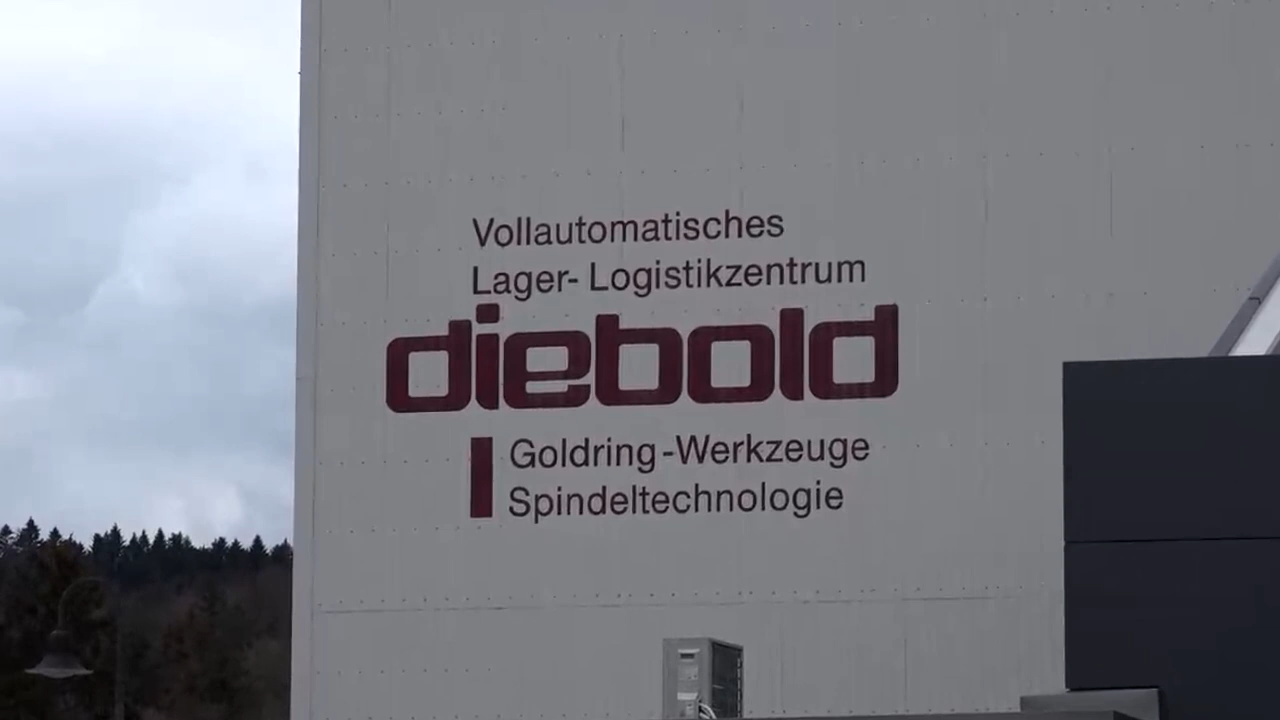 Vollautomatisches
Lager- Logistikzentrum
diebold
Goldring-Werkzeuge
Spindeltechnologie